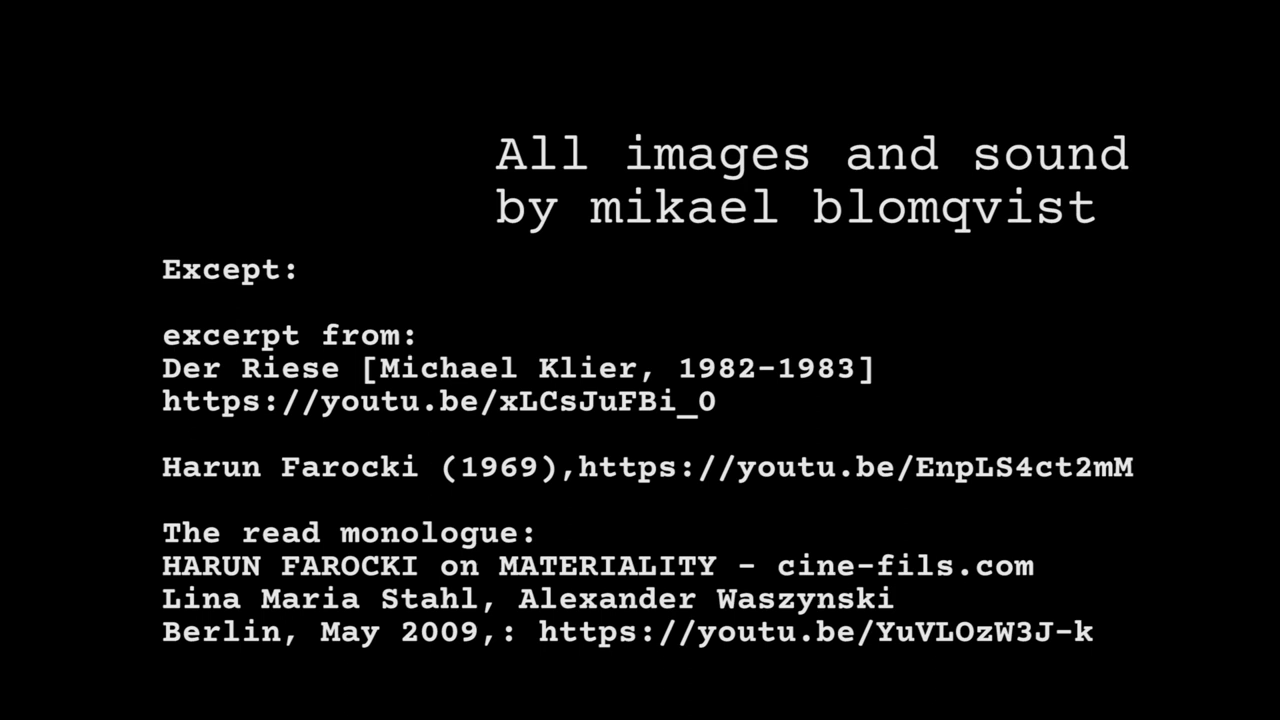 All images and sound
by mikael blomqvist
Except:
excerpt from:
Der Riese [Michael Klier, 1982-1983]
https://youtu.be/xLCsJuFBi_0
Harun Farocki (1969),https://youtu.be/EnpLS4ct2mM
The read monologue:
HARUN FAROCKI on MATERIALITY - cine-fils.com
Lina Maria Stahl, Alexander Waszynski
Berlin, May 2009,: https://youtu.be/YuVLOzW3J-k